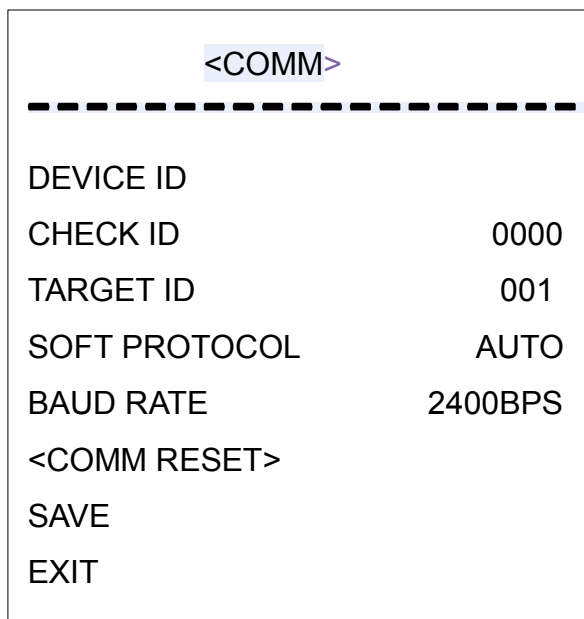 <COMM>
DEVICE ID
CHECK ID 0000
TARGET ID 001
SOFT PROTOCOL AUTO
BAUD RATE 2400BPS
<COMM RESET>
SAVE
EXIT